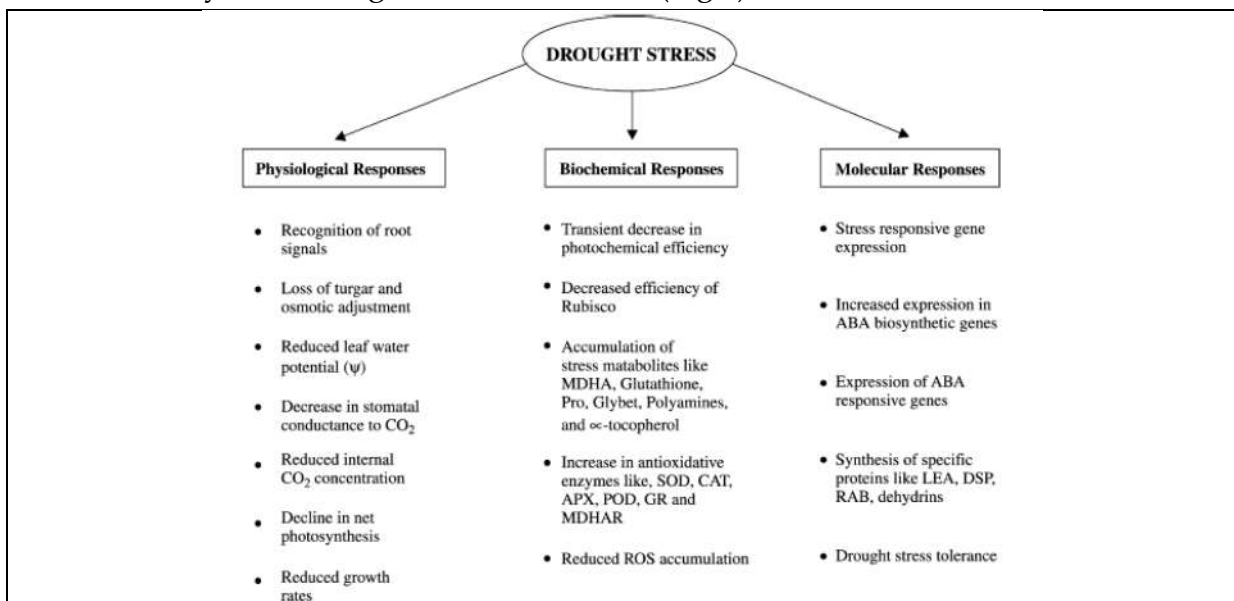 DROUGHT STRESS
Physiological Responses
• Recognition of root
signals
• Loss of turgar and
osmotic adjustment
• Reduced leaf water
potential (ψ)
• Decrease in stomatal
conductance to CO₂
• Reduced internal
CO₂ concentration
• Decline in net
photosynthesis
• Reduced growth
rates
Biochemical Responses
• Transient decrease in
photochemical efficiency
• Decreased efficiency of
Rubisco
• Accumulation of
stress matabolites like
MDHA, Glutathione,
Pro, Glybet, Polyamines,
and ∝-tocopherol
• Increase in antioxidative
enzymes like, SOD, CAT,
APX, POD, GR and
MDHAR
• Reduced ROS accumulation
Molecular Responses
• Stress responsive gene
expression
• Increased expression in
ABA biosynthetic genes
• Expression of ABA
responsive genes
• Synthesis of specific
proteins like LEA, DSP,
RAB, dehydrins
• Drought stress tolerance